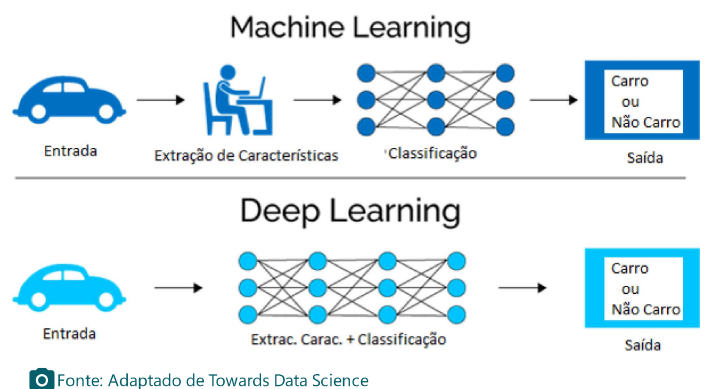 Machine Learning
Entrada
Extração de Características
Classificação
Carro
ou
Não Carro
Saída
Deep Learning
Entrada
Extrac. Carac. + Classificação
Carro
ou
Não Carro
Saída
Fonte: Adaptado de Towards Data Science